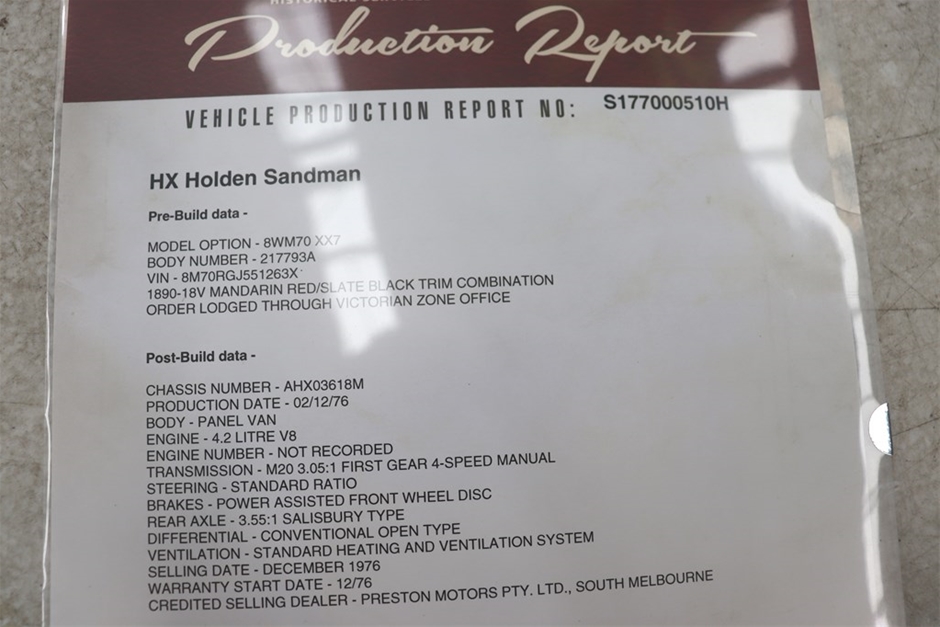 HISTORICAL SERVICES
Production Report
VEHICLE PRODUCTION REPORT NO: S177000510H
HX Holden Sandman
Pre-Build data -
MODEL OPTION - 8WM70 XX7
BODY NUMBER - 217793A
VIN - 8M70RGJ551263X
1890-18V MANDARIN RED/SLATE BLACK TRIM COMBINATION
ORDER LODGED THROUGH VICTORIAN ZONE OFFICE
Post-Build data -
CHASSIS NUMBER - AHX03618M
PRODUCTION DATE - 02/12/76
BODY - PANEL VAN
ENGINE - 4.2 LITRE V8
ENGINE NUMBER - NOT RECORDED
TRANSMISSION - M20 3.05:1 FIRST GEAR 4-SPEED MANUAL
STEERING - STANDARD RATIO
BRAKES - POWER ASSISTED FRONT WHEEL DISC
REAR AXLE - 3.55:1 SALISBURY TYPE
DIFFERENTIAL - CONVENTIONAL OPEN TYPE
VENTILATION - STANDARD HEATING AND VENTILATION SYSTEM
SELLING DATE - DECEMBER 1976
WARRANTY START DATE - 12/76
CREDITED SELLING DEALER - PRESTON MOTORS PTY. LTD., SOUTH MELBOURNE